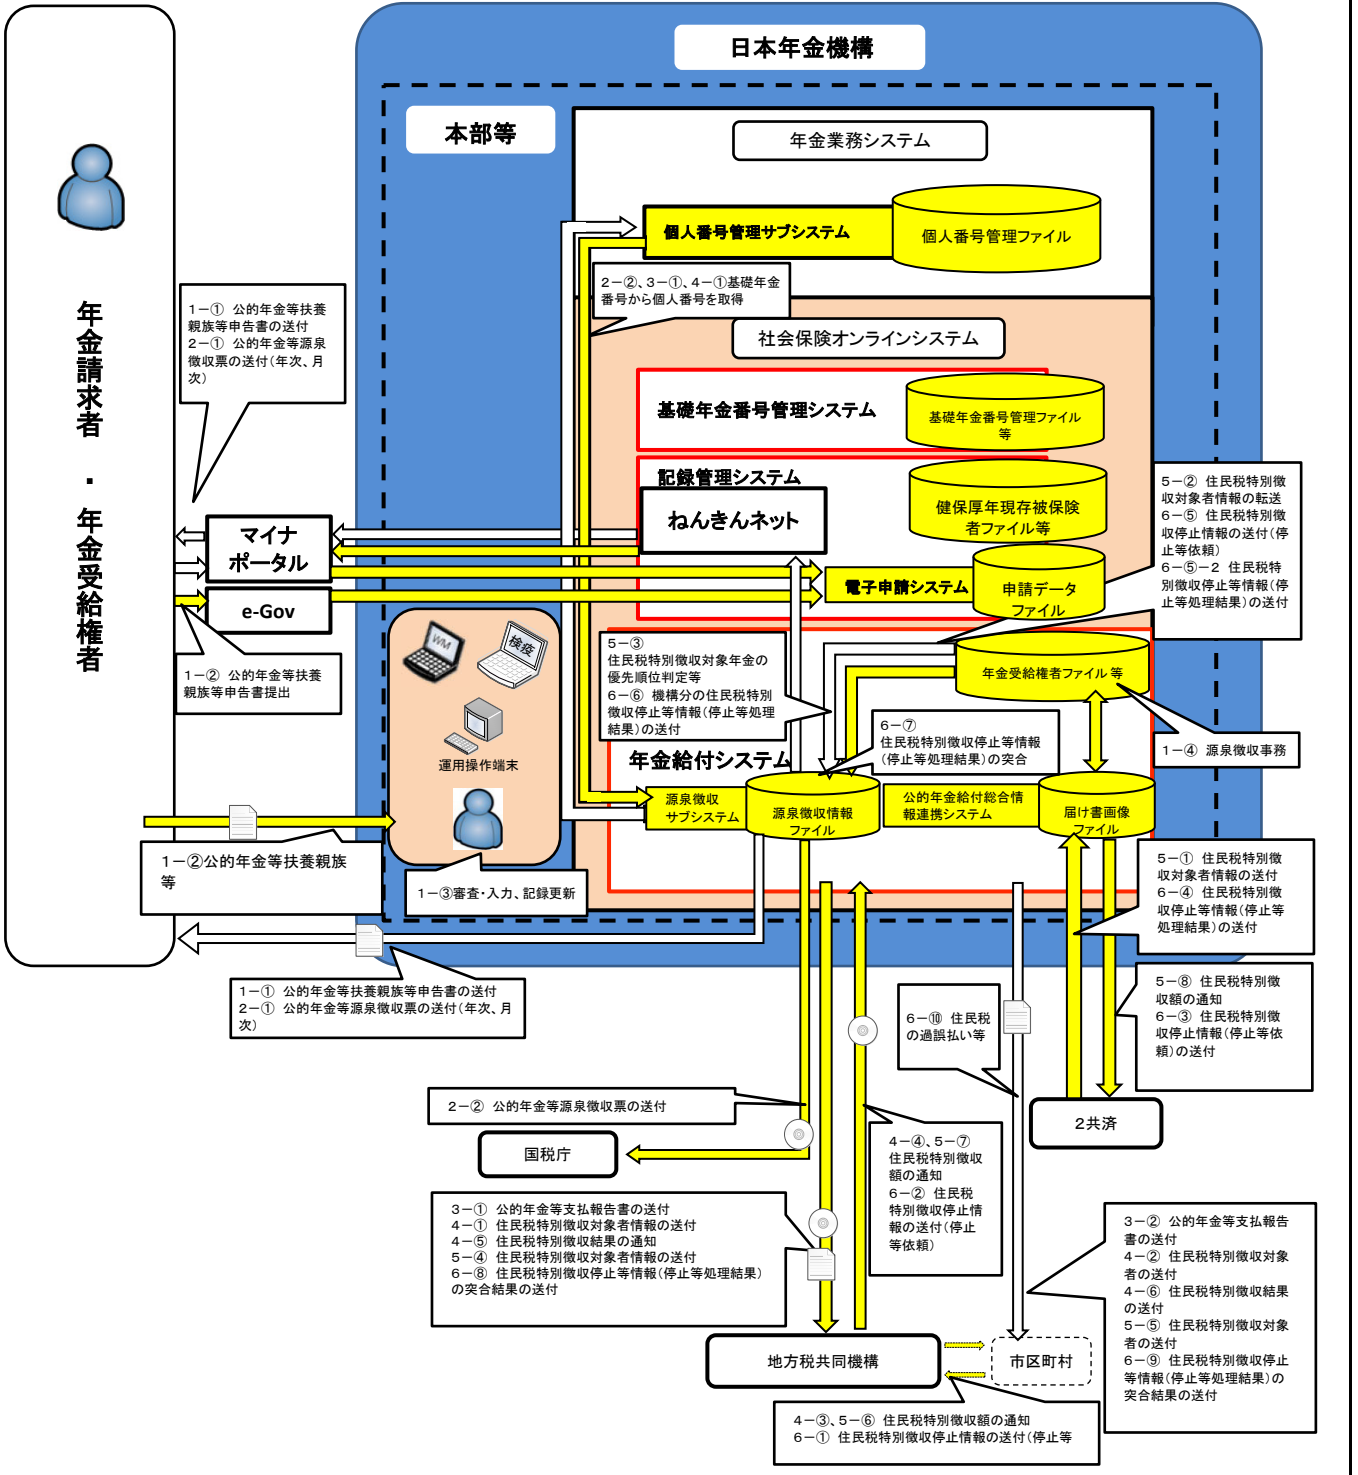 日本年金機構
本部等
年金業務システム
個人番号管理サブシステム
個人番号管理ファイル
2－②、3－①、4－①基礎年金
番号から個人番号を取得
社会保険オンラインシステム
基礎年金番号管理システム
基礎年金番号管理ファイル
等
記録管理システム
ねんきんネット
健保厚年現存被保険
者ファイル等
電子申請システム
申請データ
ファイル
年金請求者・年金受給権者
1－① 公的年金等扶養
親族等申告書の送付
2－① 公的年金等源泉
徴収票の送付（年次、月
次）
マイナ
ポータル
e-Gov
1－② 公的年金等扶養
親族等申告書提出
WM
検疫
運用操作端末
5－② 住民税特別徴
収対象者情報の転送
6－⑤ 住民税特別徴
収停止情報の送付（停
止等依頼）
6－⑤－2 住民税特
別徴収停止等情報（停
止等処理結果）の送付
5－③
住民税特別徴収対象年金の
優先順位判定等
6－⑥ 機構分の住民税特別
徴収停止等情報（停止等処理
結果）の送付
年金受給権者ファイル等
6－⑦
住民税特別徴収停止等情報
（停止等処理結果）の突合
1－④ 源泉徴収事務
年金給付システム
源泉徴収
サブシステム
源泉徴収情報
ファイル
公的年金給付総合情
報連携システム
届け書画像
ファイル
1－②公的年金等扶養親族
等
1－③審査・入力、記録更新
5－① 住民税特別徴
収対象者情報の送付
6－④ 住民税特別徴
収停止等情報（停止等
処理結果）の送付
1－① 公的年金等扶養親族等申告書の送付
2－① 公的年金等源泉徴収票の送付（年次、月
次）
5－⑧ 住民税特別徴
収額の通知
6－③ 住民税特別徴
収停止情報（停止等依
頼）の送付
6－⑩ 住民税
の過誤払い等
2－② 公的年金等源泉徴収票の送付
国税庁
2共済
4－④、5－⑦
住民税特別徴収
額の通知
6－② 住民税
特別徴収停止情
報の送付（停止
等依頼）
3－① 公的年金等支払報告書の送付
4－① 住民税特別徴収対象者情報の送付
4－⑤ 住民税特別徴収結果の通知
5－④ 住民税特別徴収対象者情報の送付
6－⑧ 住民税特別徴収停止等情報（停止等処理結果）
の突合結果の送付
3－② 公的年金等支払報告
書の送付
4－② 住民税特別徴収対象
者の送付
4－⑥ 住民税特別徴収結果
の送付
5－⑤ 住民税特別徴収対象
者の送付
6－⑨ 住民税特別徴収停止
等情報（停止等処理結果）の
突合結果の送付
地方税共同機構
市区町村
4－③、5－⑥ 住民税特別徴収額の通知
6－① 住民税特別徴収停止情報の送付（停止等